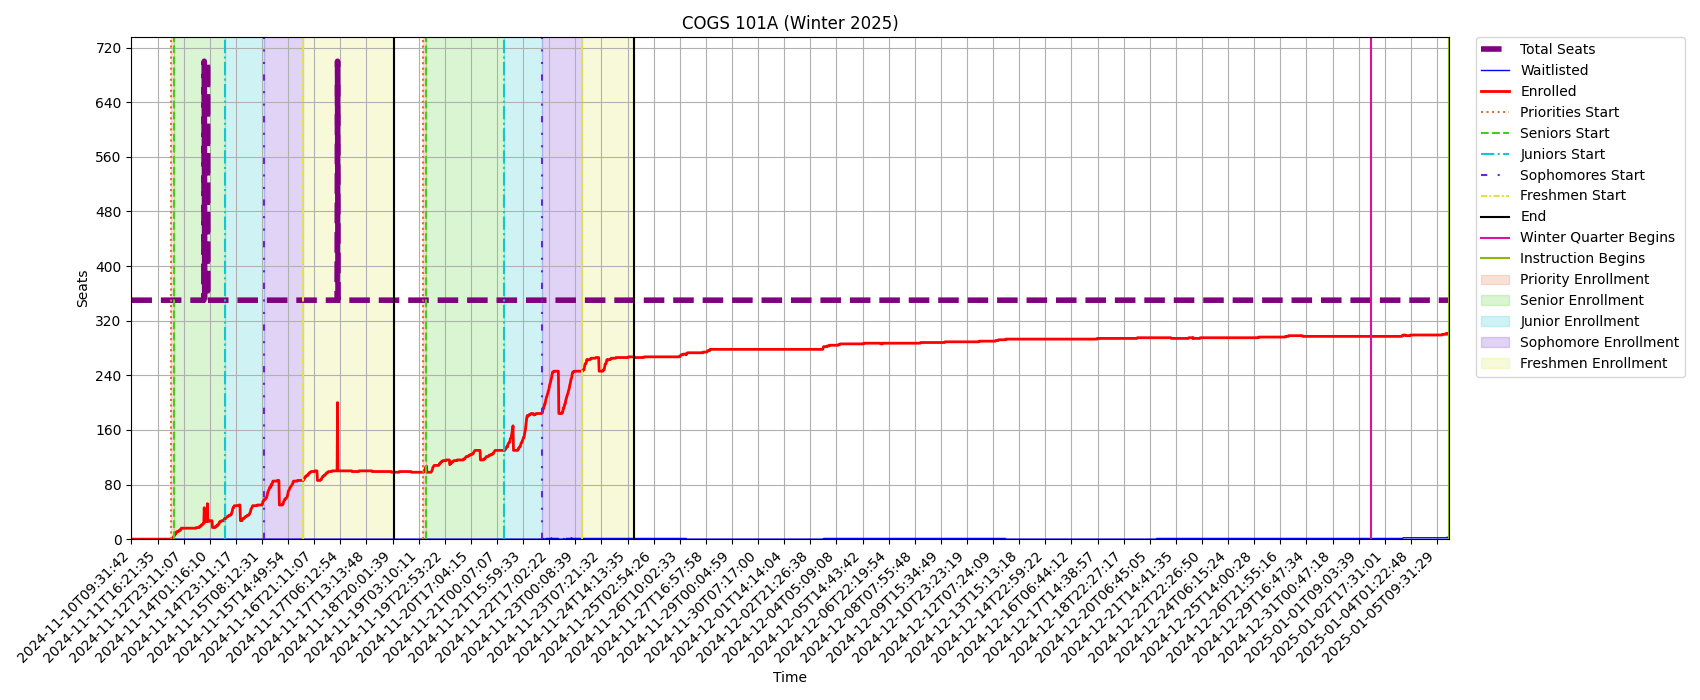 COGS 101A (Winter 2025)
Seats
720
640
560
480
400
320
240
160
80
0
2024-11-10T09:31:42
2024-11-11T16:21:35
2024-11-12T23:11:07
2024-11-14T01:16:10
2024-11-14T23:11:17
2024-11-15T08:12:31
2024-11-15T14:49:54
2024-11-16T21:11:07
2024-11-17T06:12:54
2024-11-17T13:13:48
2024-11-18T20:01:39
2024-11-19T03:10:11
2024-11-19T22:53:22
2024-11-20T17:04:15
2024-11-21T00:07:07
2024-11-21T15:59:33
2024-11-22T17:02:22
2024-11-23T00:08:39
2024-11-23T07:21:32
2024-11-24T14:13:35
2024-11-25T02:54:26
2024-11-26T10:02:33
2024-11-27T16:57:58
2024-11-29T00:04:59
2024-11-30T07:17:00
2024-12-01T14:14:04
2024-12-02T21:26:38
2024-12-04T05:09:08
2024-12-05T14:43:42
2024-12-06T22:19:54
2024-12-08T07:55:48
2024-12-09T15:34:49
2024-12-10T23:23:19
2024-12-12T07:24:09
2024-12-13T15:13:18
2024-12-14T22:59:22
2024-12-16T06:44:12
2024-12-17T14:38:57
2024-12-18T22:27:17
2024-12-20T06:45:05
2024-12-21T14:41:35
2024-12-22T22:26:50
2024-12-24T06:15:24
2024-12-25T14:00:28
2024-12-26T21:55:16
2024-12-29T16:47:34
2024-12-31T00:47:18
2025-01-01T09:03:39
2025-01-02T17:31:01
2025-01-04T01:22:48
2025-01-05T09:31:29
Time
Total Seats
Waitlisted
Enrolled
Priorities Start
Seniors Start
Juniors Start
Sophomores Start
Freshmen Start
End
Winter Quarter Begins
Instruction Begins
Priority Enrollment
Senior Enrollment
Junior Enrollment
Sophomore Enrollment
Freshmen Enrollment